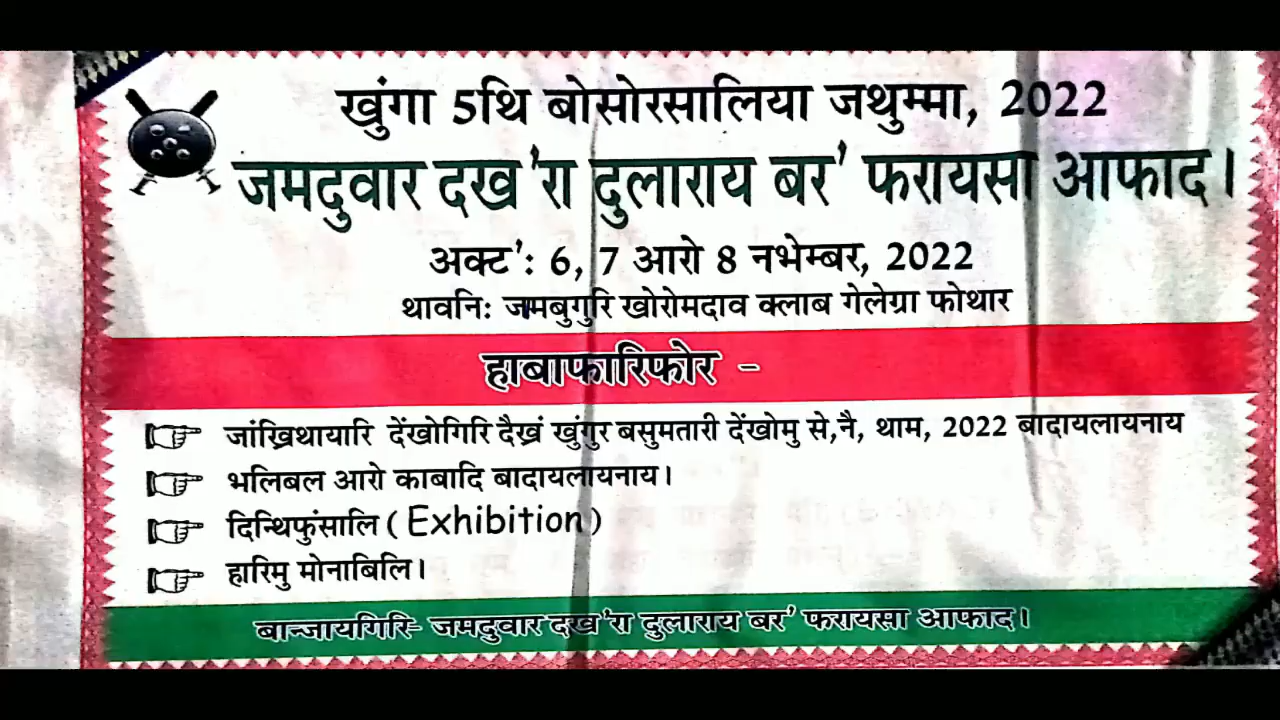 खुंगा 5थि बोसोरसालिया जथुम्मा, 2022
जमदुवार दख'रा दुलाराय बर' फरायसा आफाद।
अक्ट': 6, 7 आरो 8 नभेम्बर, 2022
थावनि: जमबुगुरि खोरोमदाव क्लाब गेलेग्रा फोथार
हाबाफारिफोर -
जांख्रिथायारि देंखोगिरि दैख्रं खुंगुर बसुमतारी देंखोमु से,नै, थाम, 2022 बादायलायनाय
भलिबल आरो काबादि बादायलायनाय।
दिन्थिफुंसालि ( Exhibition )
हारिमु मोनाबिलि।
बान्जायगिरि- जमदुवार दख'रा दुलाराय बर' फरायसा आफाद।